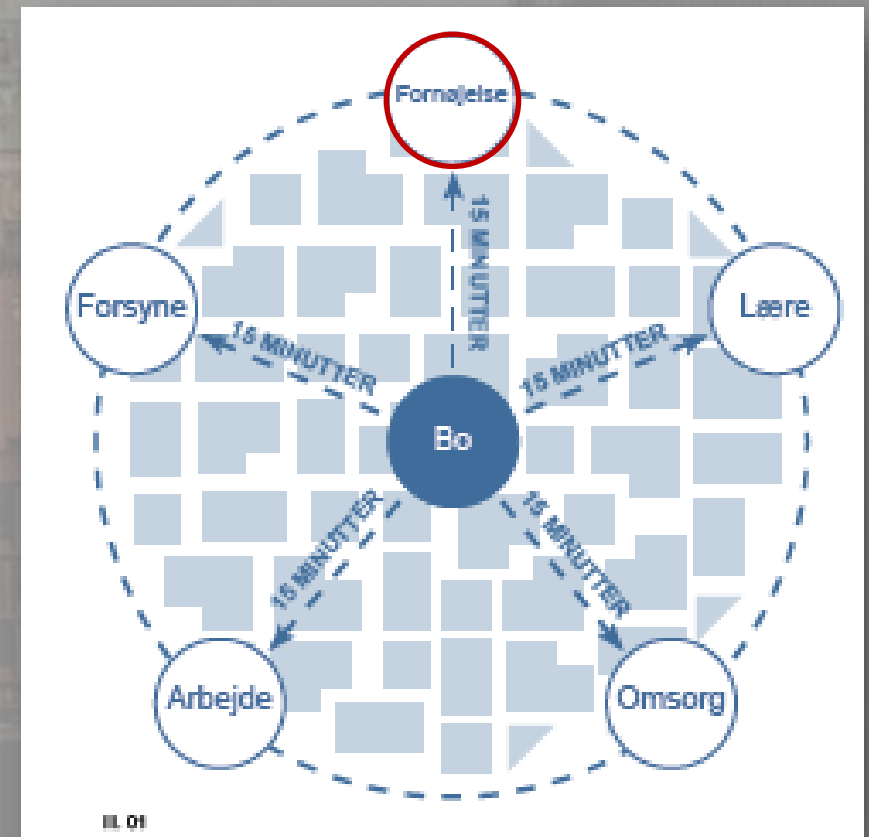 Fornøjelse
15 MINUTTER
Forsyne
15 MINUTTER
Lære
15 MINUTTER
Bo
15 MINUTTER
15 MINUTTER
Arbejde
Omsorg
Ill. 01